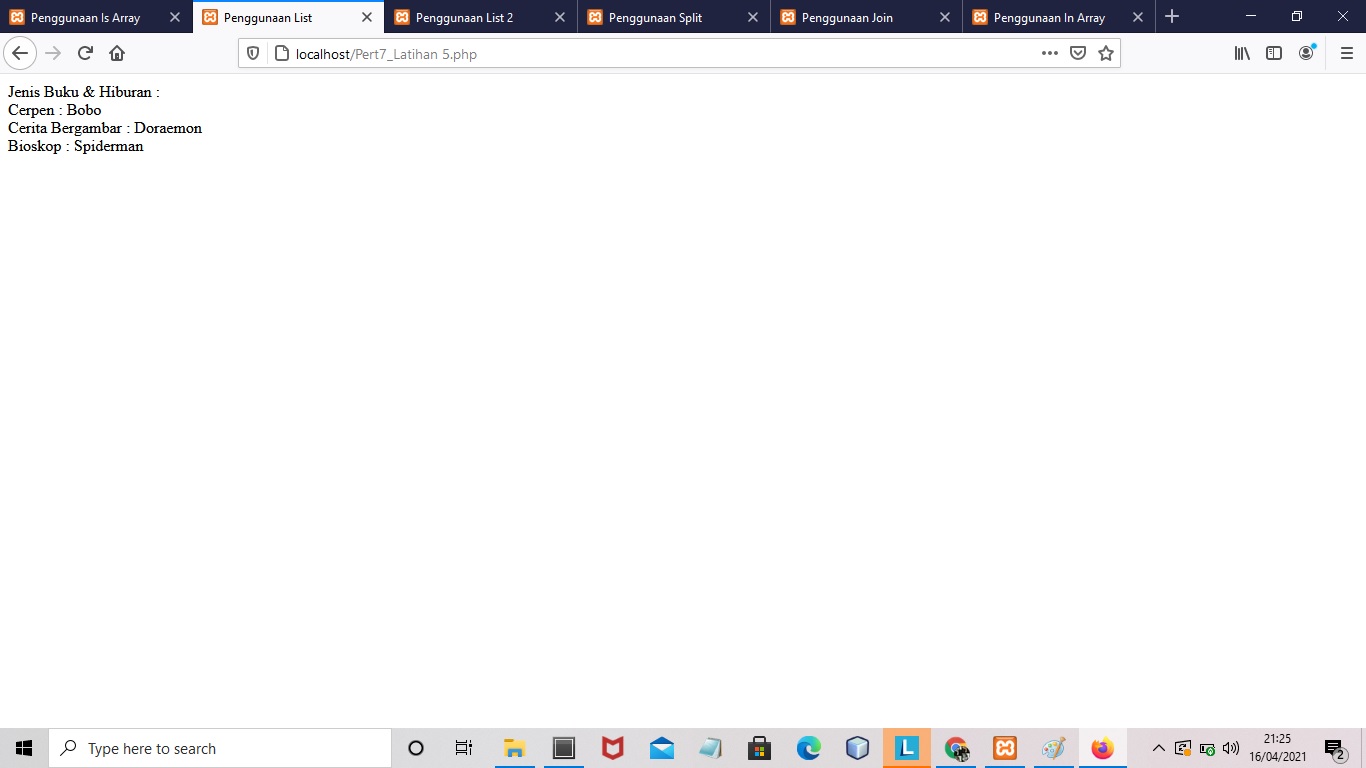 Penggunaan Is Array
Penggunaan List
Penggunaan List 2
Penggunaan Split
Penggunaan Join
Penggunaan In Array
localhost/Pert7_Latihan 5.php
Jenis Buku & Hiburan :
Cerpen : Bobo
Cerita Bergambar : Doraemon
Bioskop : Spiderman
Type here to search
L
21:25
16/04/2021
2